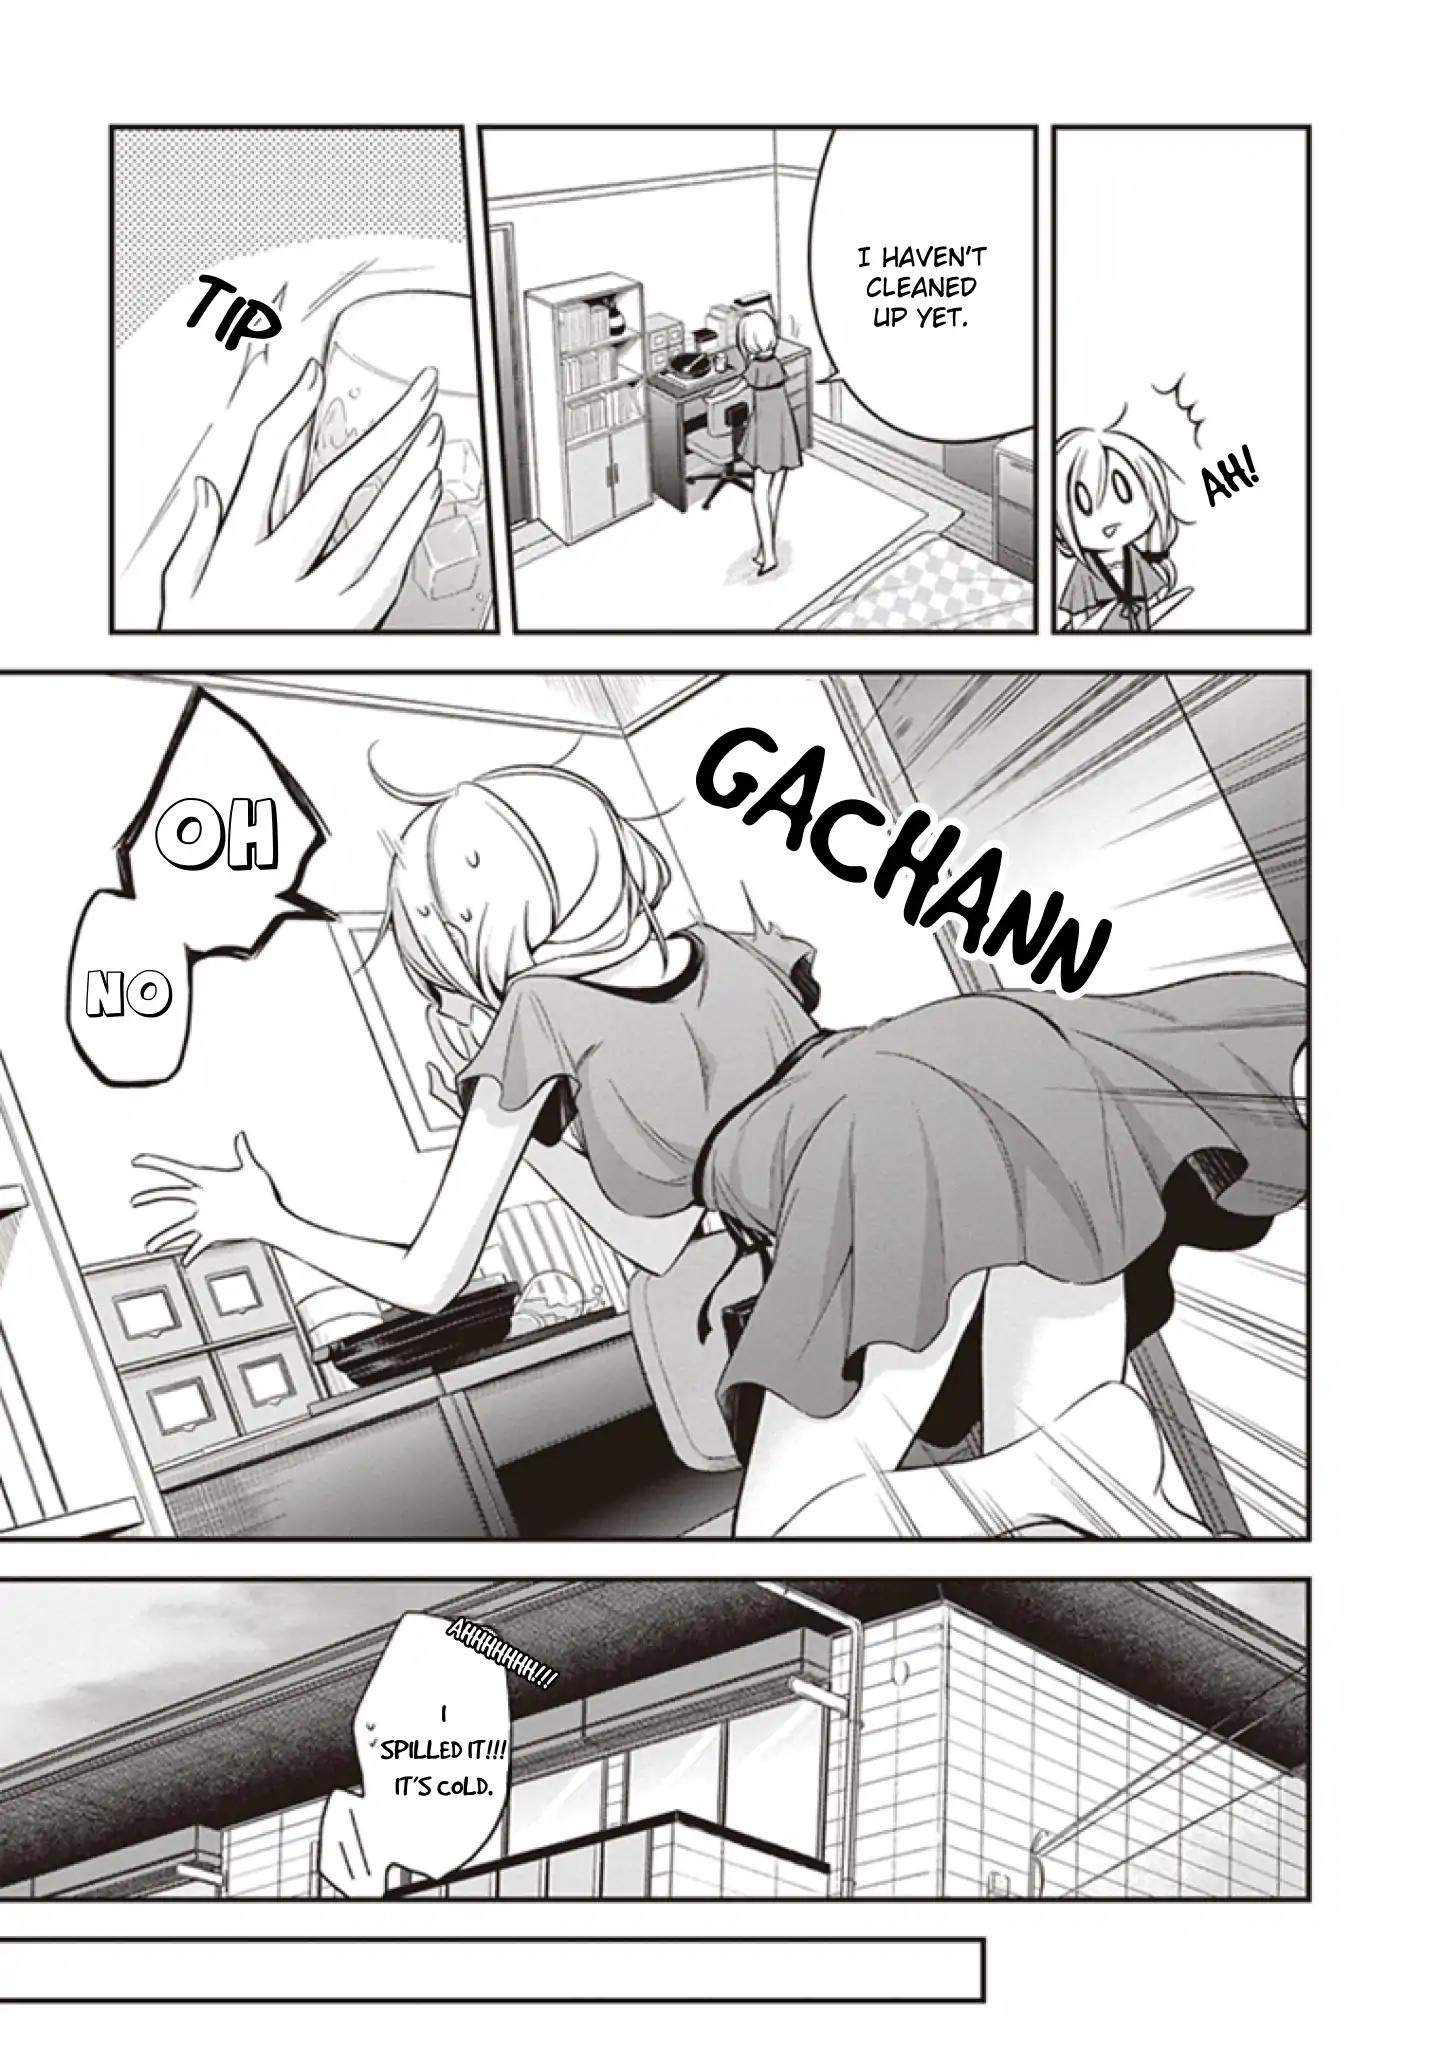 AH!
I HAVEN'T
CLEANED
UP YET.
TIP
GACHANN
OH
NO
AHHHHHHH!!!
I
SPILLED IT!!!
IT'S COLD.